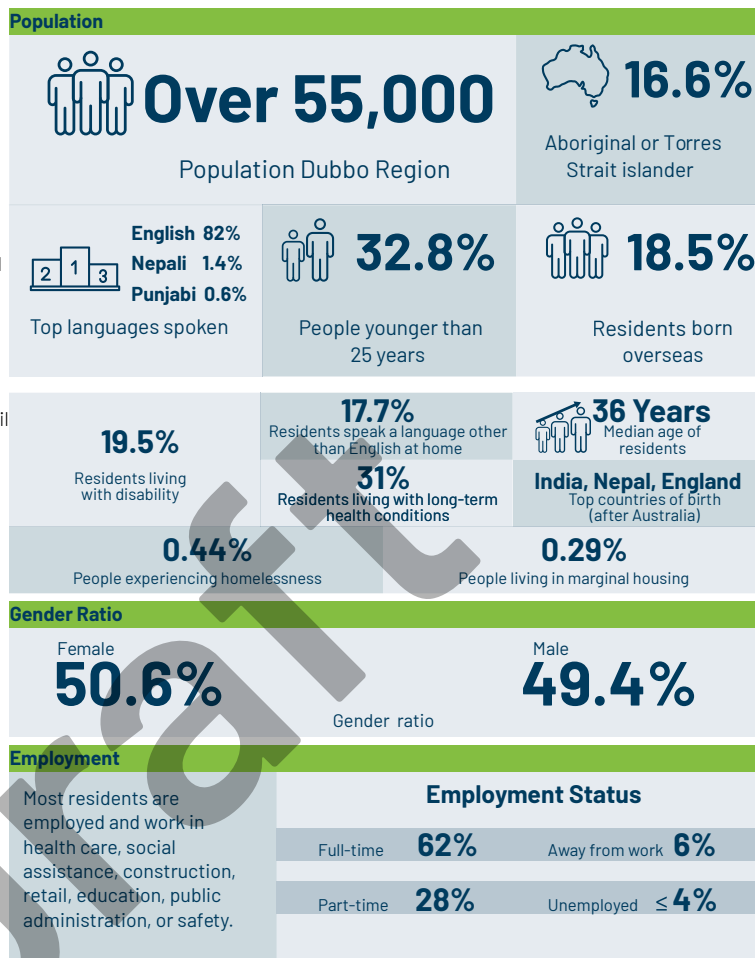 Population
Over 55,000
Population Dubbo Region
16.6%
Aboriginal or Torres
Strait islander
2 1 3
English 82%
Nepali 1.4%
Punjabi 0.6%
Top languages spoken
32.8%
People younger than
25 years
18.5%
Residents born
overseas
19.5%
Residents living
with disability
17.7%
Residents speak a language other
than English at home
31%
Residents living with long-term
health conditions
36 Years
Median age of
residents
India, Nepal, England
Top countries of birth
(after Australia)
0.44%
People experiencing homelessness
0.29%
People living in marginal housing
Gender Ratio
Female
50.6%
Male
49.4%
Gender ratio
Employment
Most residents are
employed and work in
health care, social
assistance, construction,
retail, education, public
administration, or safety.
Employment Status
Full-time 62%
Away from work 6%
Part-time 28%
Unemployed ≤ 4%